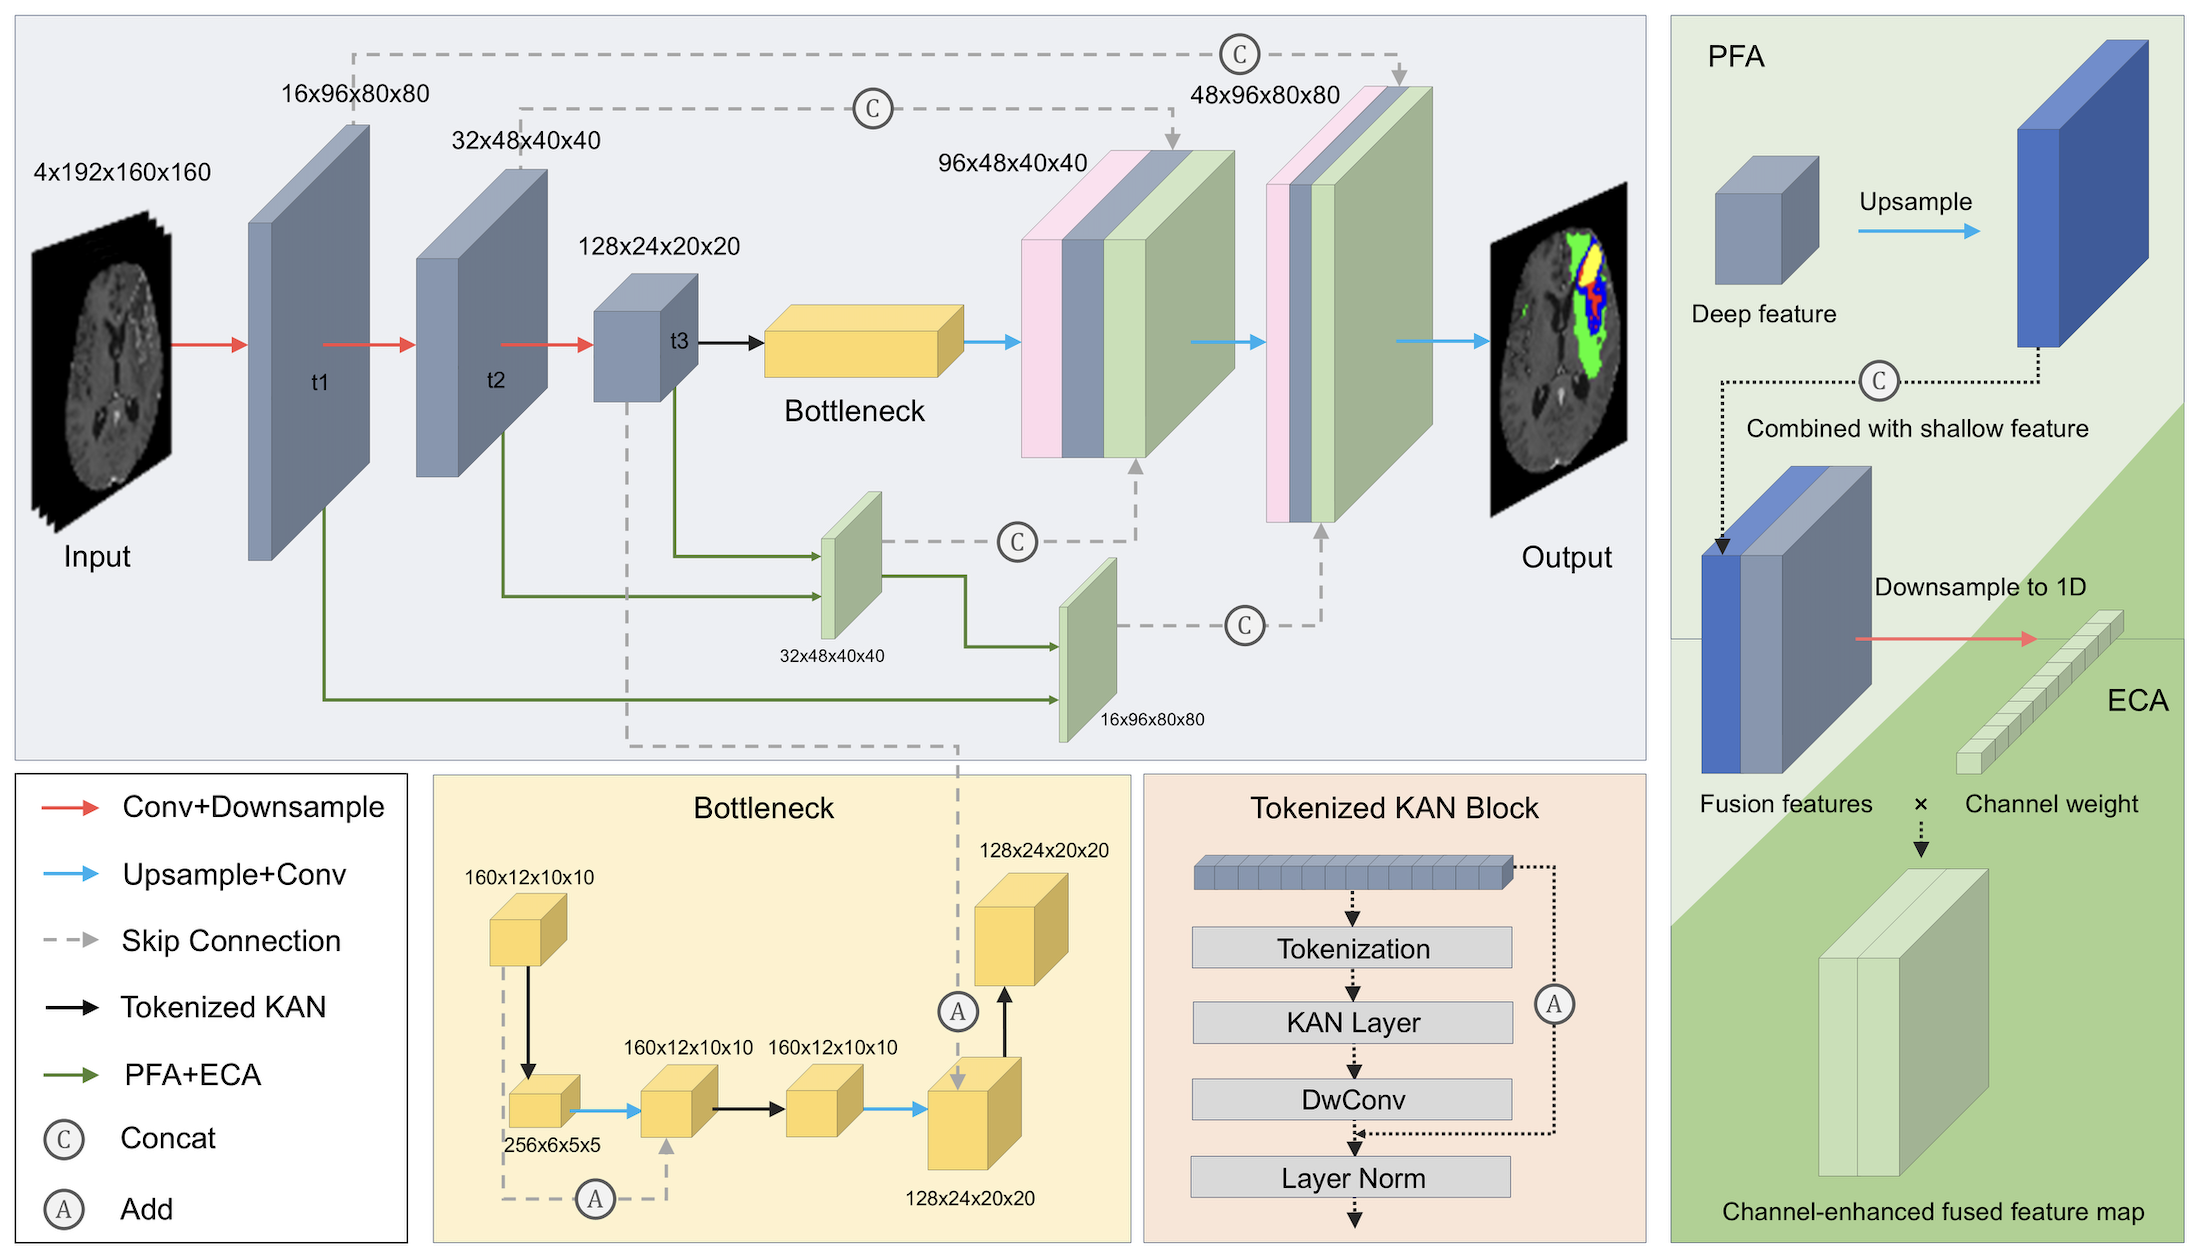 C
16x96x80x80
48x96x80x80
C
32x48x40x40
96x48x40x40
4x192x160x160
128x24x20x20
t1
t2
t3
Bottleneck
Input
Output
C
C
32x48x40x40
16x96x80x80
Conv+Downsample
Upsample+Conv
Skip Connection
Tokenized KAN
PFA+ECA
C Concat
A Add
Bottleneck
160x12x10x10
128x24x20x20
A
160x12x10x10
160x12x10x10
256x6x5x5
A
128x24x20x20
Tokenized KAN Block
Tokenization
KAN Layer
A
DwConv
Layer Norm
PFA
Upsample
Deep feature
C
Combined with shallow feature
Downsample to 1D
ECA
Fusion features × Channel weight
Channel-enhanced fused feature map